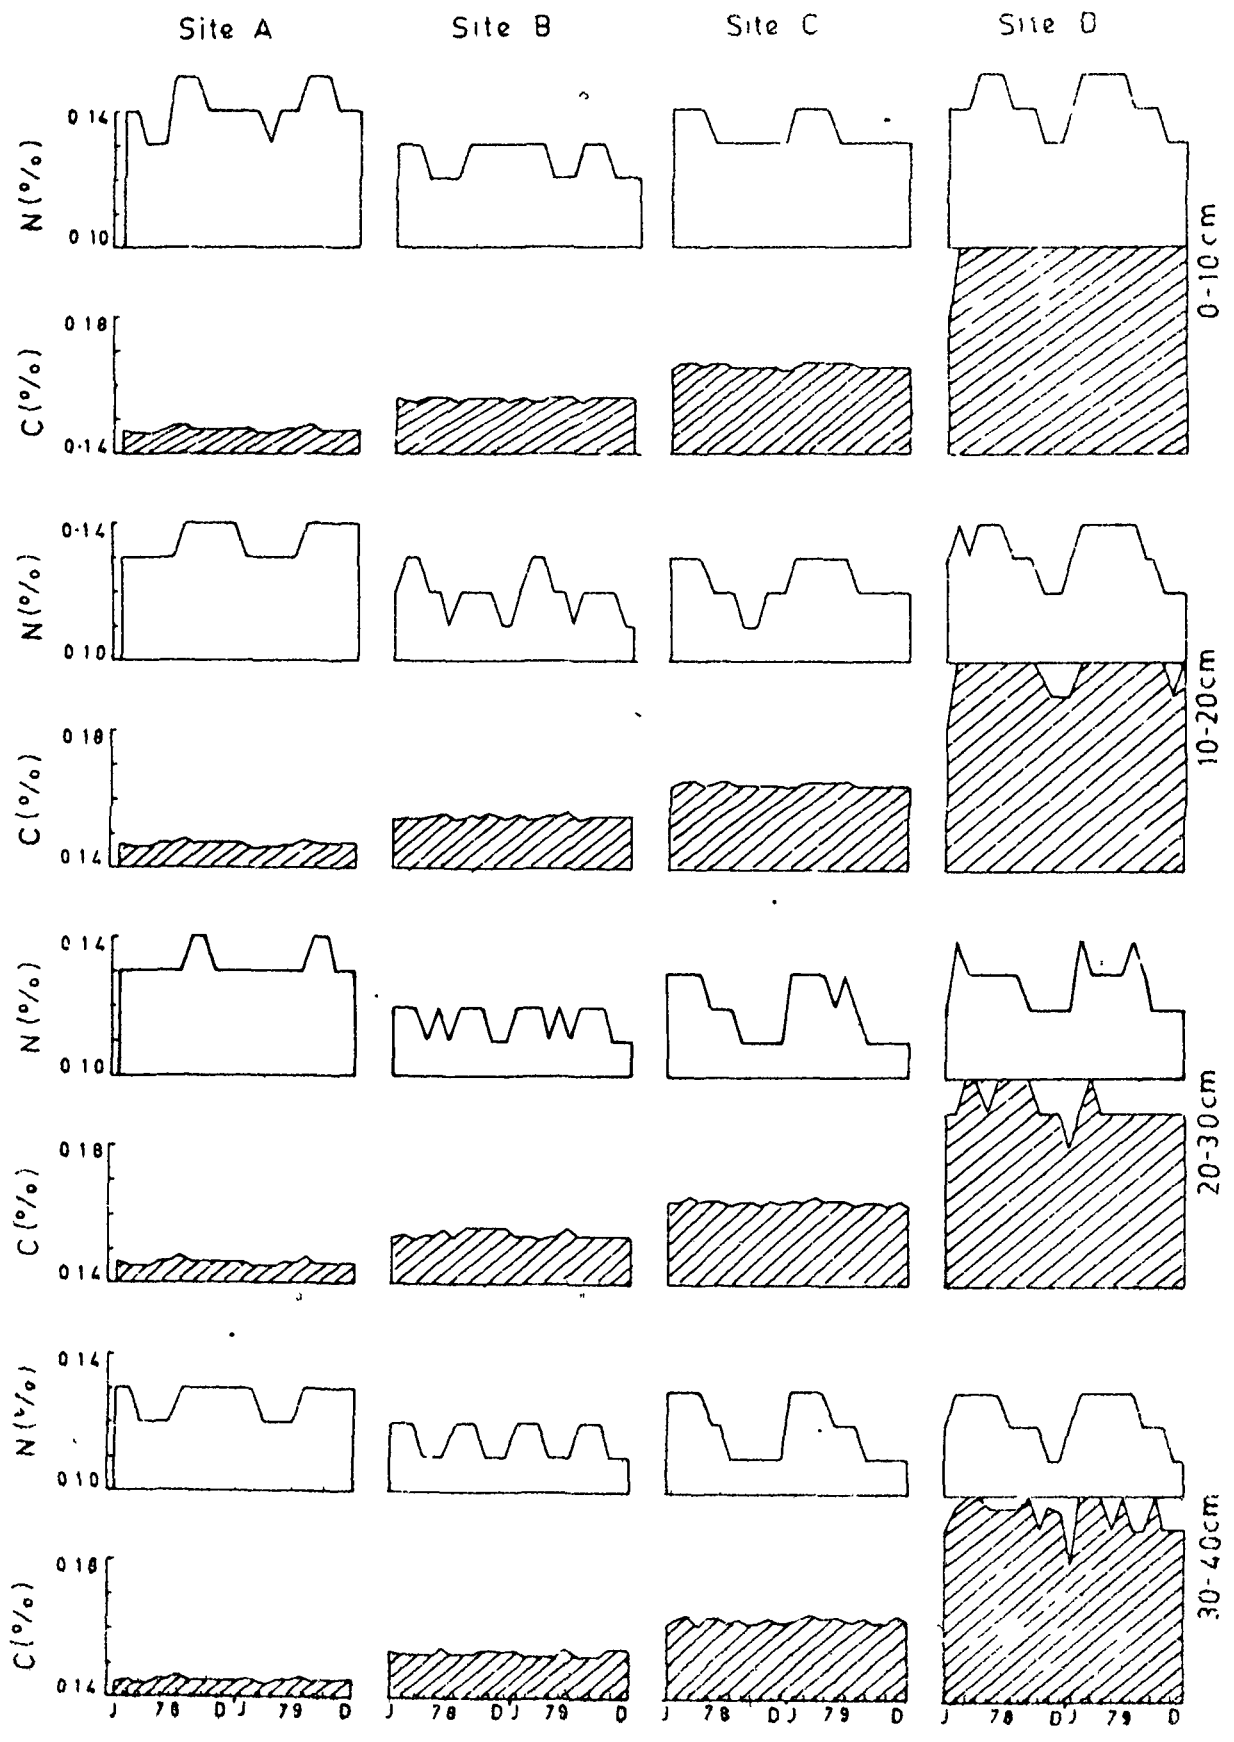 Site A Site B Site C Site D
0 14
N (%)
0 10
0-10cm
0 18
C (%)
0·14
0·14
N (%)
0 10
10-20cm
0 18
C (%)
0 14
0 14
N (%)
0 10
20-30cm
0 18
C (%)
0 14
0 14
N (%)
0 10
30-40cm
0 18
C (%)
0 14
J 78 D J 79 D J 78 D J 79 D J 78 D J 79 D J 78 D J 79 D